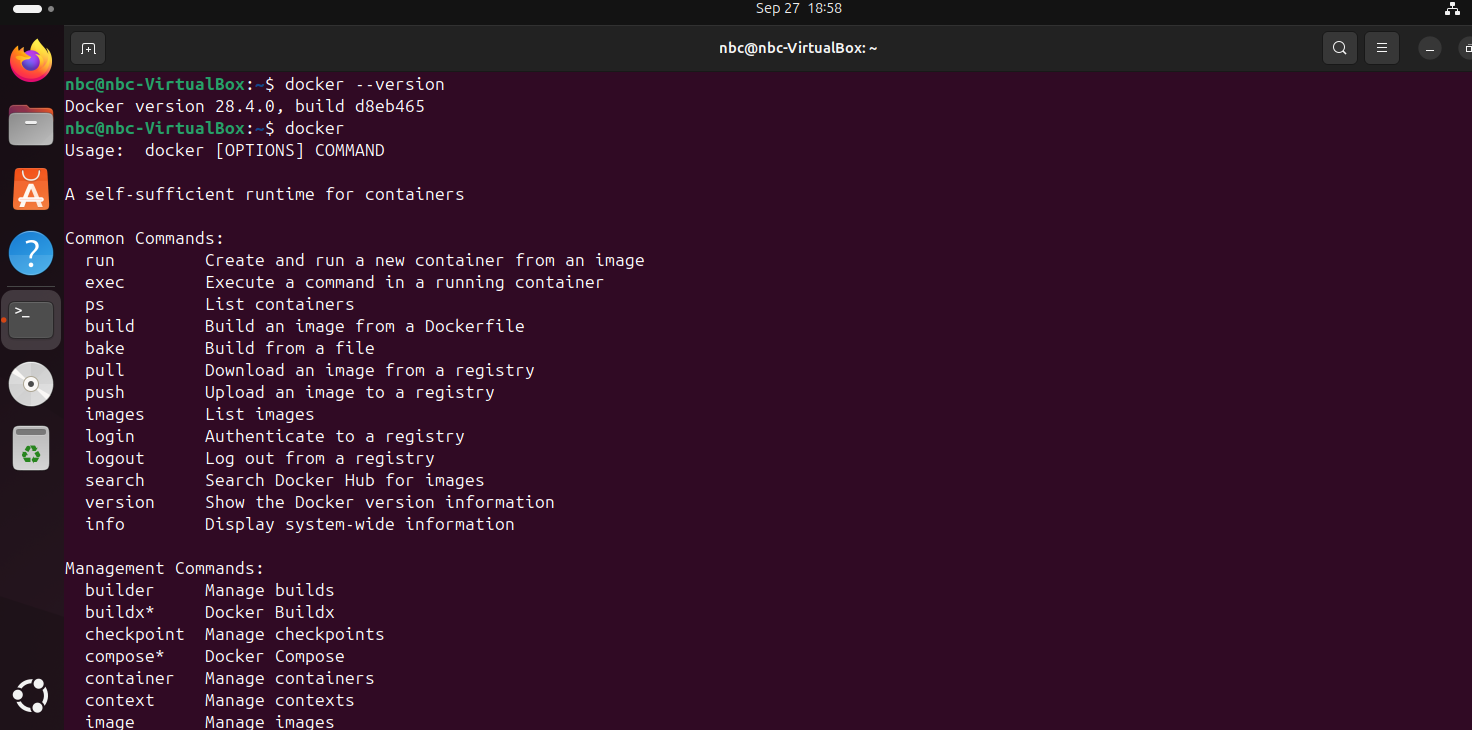 Sep 27 18:58
nbc@nbc-VirtualBox: ~
nbc@nbc-VirtualBox:~$ docker --version
Docker version 28.4.0, build d8eb465
nbc@nbc-VirtualBox:~$ docker
Usage:  docker [OPTIONS] COMMAND
A self-sufficient runtime for containers
Common Commands:
  run         Create and run a new container from an image
  exec        Execute a command in a running container
  ps          List containers
  build       Build an image from a Dockerfile
  bake        Build from a file
  pull        Download an image from a registry
  push        Upload an image to a registry
  images      List images
  login       Authenticate to a registry
  logout      Log out from a registry
  search      Search Docker Hub for images
  version     Show the Docker version information
  info        Display system-wide information
Management Commands:
  builder     Manage builds
  buildx*     Docker Buildx
  checkpoint  Manage checkpoints
  compose*    Docker Compose
  container   Manage containers
  context     Manage contexts
  image       Manage images